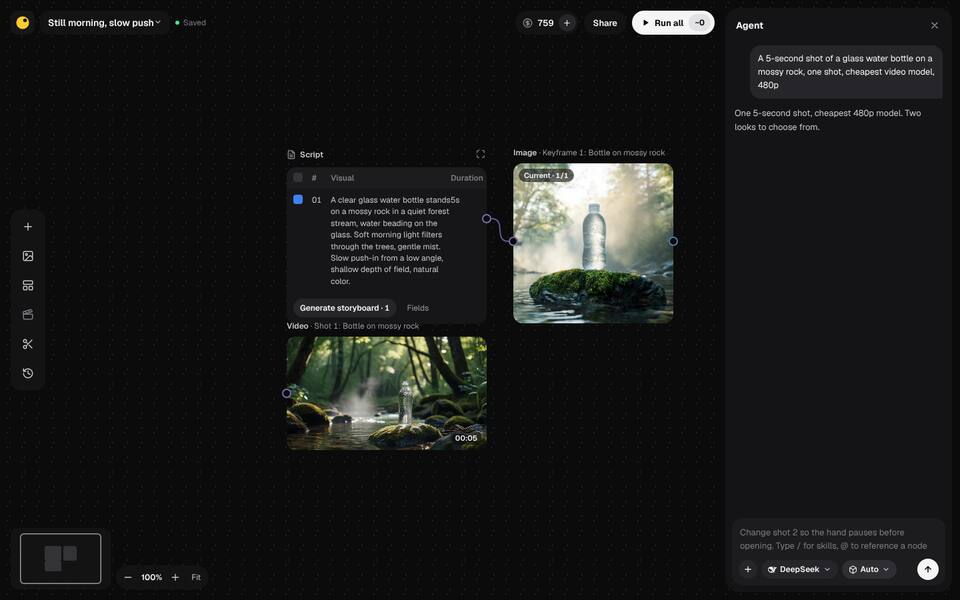 Still morning, slow push
Saved
759
Share
Run all
~0
Agent
A 5-second shot of a glass water bottle on a
mossy rock, one shot, cheapest video model,
480p
One 5-second shot, cheapest 480p model. Two
looks to choose from.
Script
# Visual Duration
01 A clear glass water bottle stands 5s
on a mossy rock in a quiet forest
stream, water beading on the
glass. Soft morning light filters
through the trees, gentle mist.
Slow push-in from a low angle,
shallow depth of field, natural
color.
Generate storyboard · 1
Fields
Image · Keyframe 1: Bottle on mossy rock
Current · 1/1
Video · Shot 1: Bottle on mossy rock
00:05
100%
Fit
Change shot 2 so the hand pauses before
opening. Type / for skills, @ to reference a node
DeepSeek
Auto